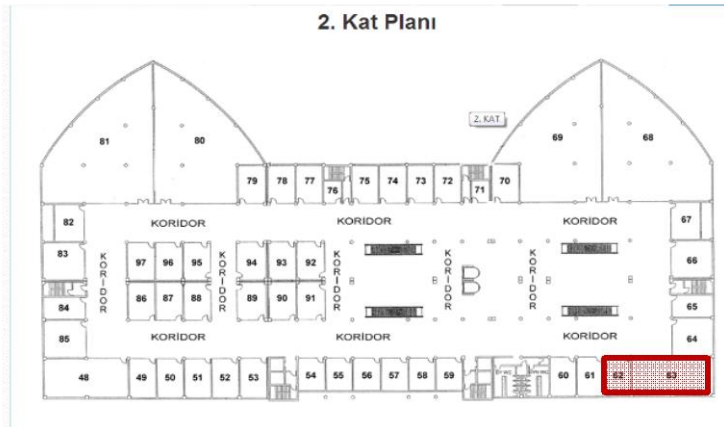 2. Kat Planı
2. KAT
81 80 69 68
79 78 77 76 75 74 73 72 71 70
82 KORİDOR KORİDOR KORİDOR 67
83 KORİDOR 97 96 95 KORİDOR 94 93 92 KORİDOR KORİDOR KORİDOR 66
84 86 87 88 89 90 91 65
85 KORİDOR KORİDOR KORİDOR 64
48 49 50 51 52 53 54 55 56 57 58 59 60 61 62 63